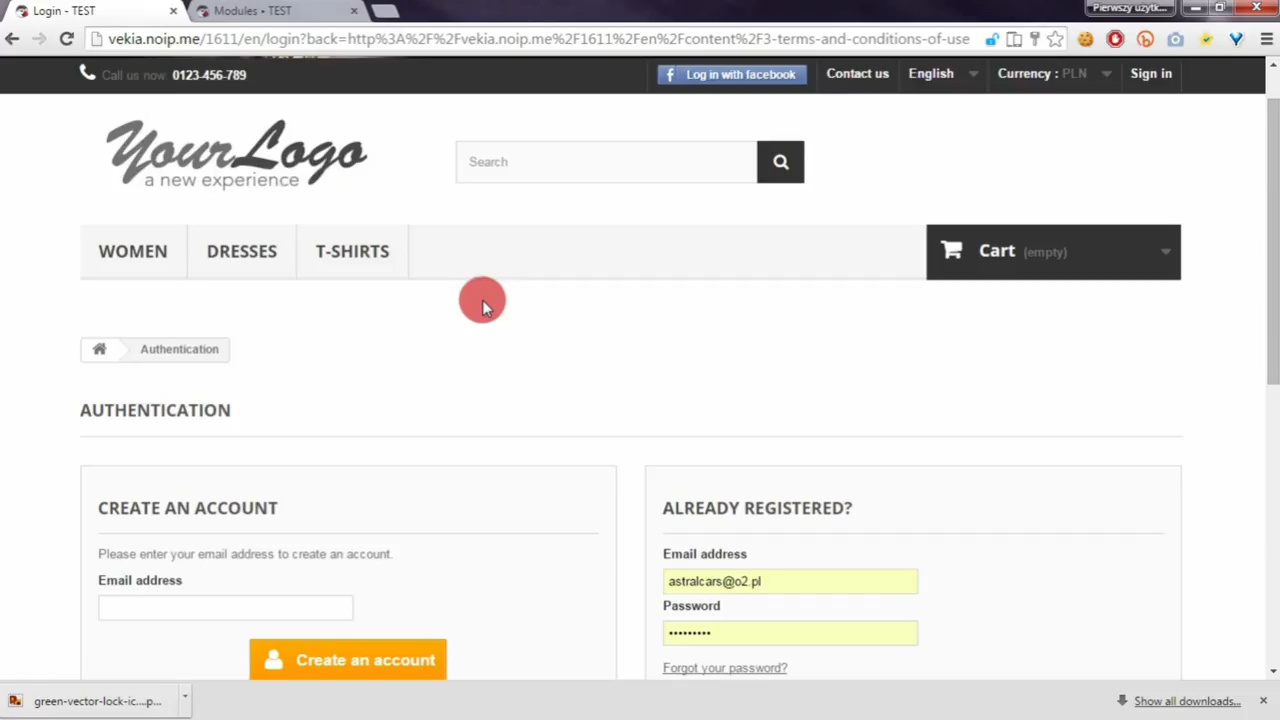 Login - TEST
Modules • TEST
Pierwszy użytk...
vekia.noip.me/1611/en/login?back=http%3A%2F%2Fvekia.noip.me%2F1611%2Fen%2Fcontent%2F3-terms-and-conditions-of-use
Call us now 0123-456-789
Log in with facebook
Contact us
English
Currency : PLN
Sign in
YourLogo
a new experience
Search
WOMEN
DRESSES
T-SHIRTS
Cart (empty)
Authentication
AUTHENTICATION
CREATE AN ACCOUNT
Please enter your email address to create an account.
Email address
Create an account
ALREADY REGISTERED?
Email address
astralcars@o2.pl
Password
•••••••••
Forgot your password?
green-vector-lock-ic....p...
Show all downloads...